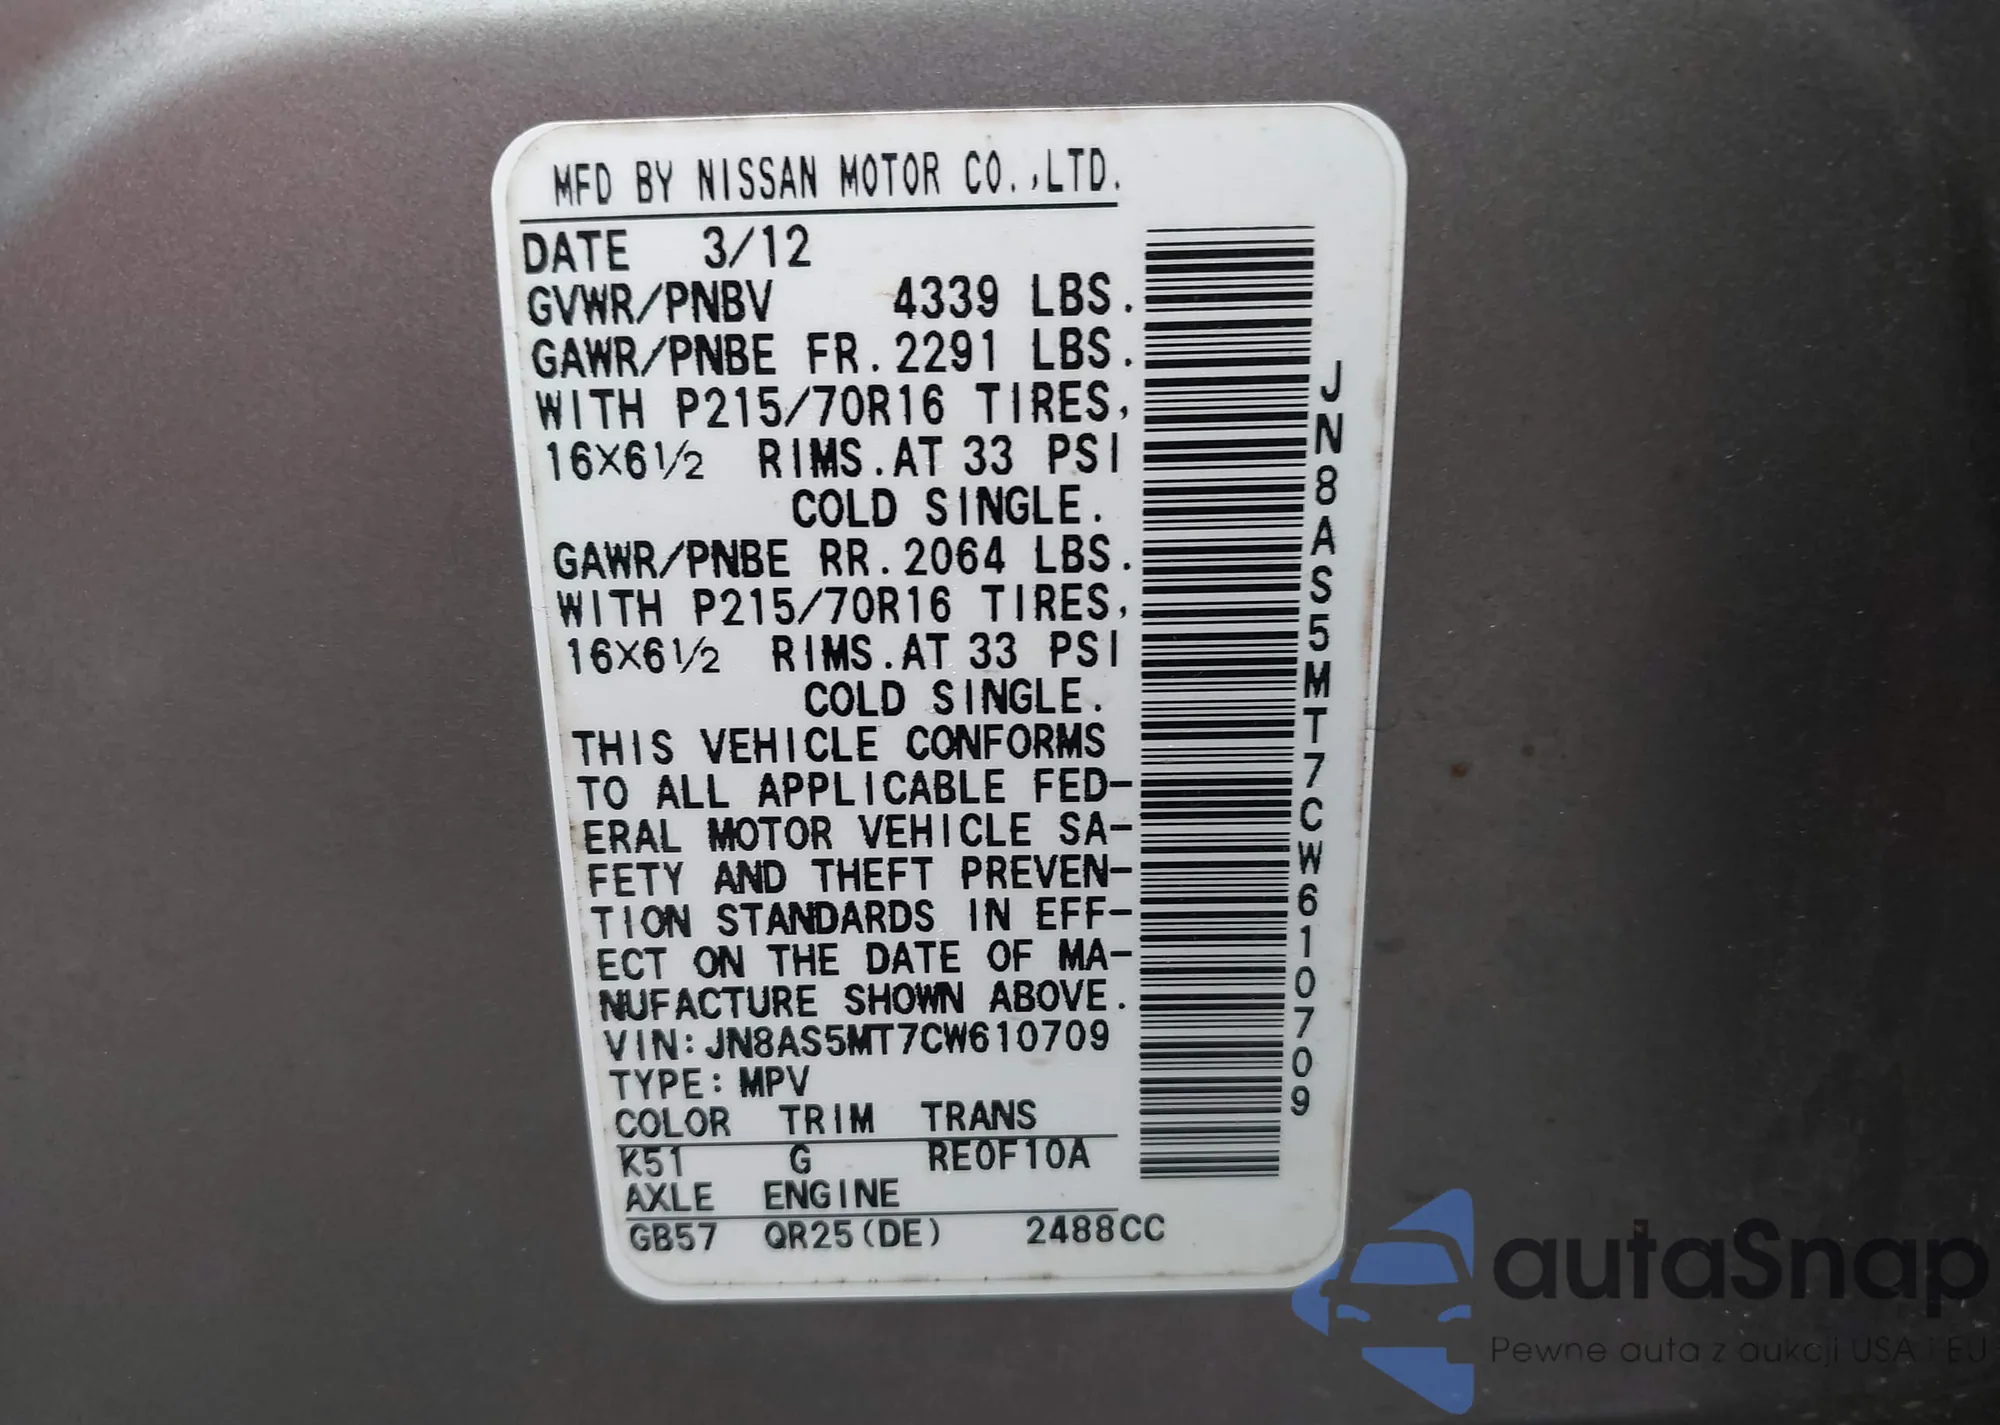 MFD BY NISSAN MOTOR CO.,LTD.
DATE 3/12
GVWR/PNBV 4339 LBS.
GAWR/PNBE FR.2291 LBS.
WITH P215/70R16 TIRES,
16×6½ RIMS.AT 33 PSI
COLD SINGLE.
GAWR/PNBE RR.2064 LBS.
WITH P215/70R16 TIRES,
16×6½ RIMS.AT 33 PSI
COLD SINGLE.
THIS VEHICLE CONFORMS
TO ALL APPLICABLE FED-
ERAL MOTOR VEHICLE SA-
FETY AND THEFT PREVEN-
TION STANDARDS IN EFF-
ECT ON THE DATE OF MA-
NUFACTURE SHOWN ABOVE.
VIN:JN8AS5MT7CW610709
TYPE:MPV
COLOR TRIM TRANS
K51 G RE0F10A
AXLE ENGINE
GB57 QR25(DE) 2488CC
JN8AS5MT7CW610709
autaSnap
Pewne auta z aukcji USA i EU